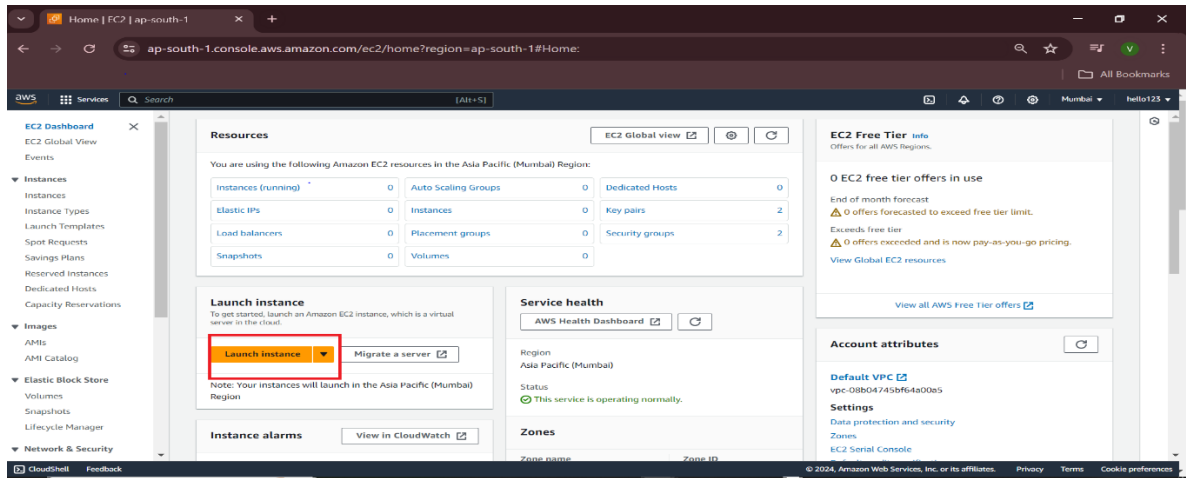 Home | EC2 | ap-south-1
ap-south-1.console.aws.amazon.com/ec2/home?region=ap-south-1#Home:
V
All Bookmarks
aws Services Search [Alt+S] Mumbai hello123
EC2 Dashboard
EC2 Global View
Events
Instances
Instances
Instance Types
Launch Templates
Spot Requests
Savings Plans
Reserved Instances
Dedicated Hosts
Capacity Reservations
Images
AMIs
AMI Catalog
Elastic Block Store
Volumes
Snapshots
Lifecycle Manager
Network & Security
Resources
EC2 Global view
You are using the following Amazon EC2 resources in the Asia Pacific (Mumbai) Region:
Instances (running) 0 Auto Scaling Groups 0 Dedicated Hosts 0
Elastic IPs 0 Instances 0 Key pairs 2
Load balancers 0 Placement groups 0 Security groups 2
Snapshots 0 Volumes 0
Launch instance
To get started, launch an Amazon EC2 instance, which is a virtual
server in the cloud.
Launch instance Migrate a server
Note: Your instances will launch in the Asia Pacific (Mumbai)
Region
Instance alarms View in CloudWatch
Service health
AWS Health Dashboard
Region
Asia Pacific (Mumbai)
Status
This service is operating normally.
Zones
Zone name Zone ID
EC2 Free Tier Info
Offers for all AWS Regions.
0 EC2 free tier offers in use
End of month forecast
0 offers forecasted to exceed free tier limit.
Exceeds free tier
0 offers exceeded and is now pay-as-you-go pricing.
View Global EC2 resources
View all AWS Free Tier offers
Account attributes
Default VPC
vpc-08b04745bf64a00a5
Settings
Data protection and security
Zones
EC2 Serial Console
CloudShell Feedback
© 2024, Amazon Web Services, Inc. or its affiliates. Privacy Terms Cookie preferences